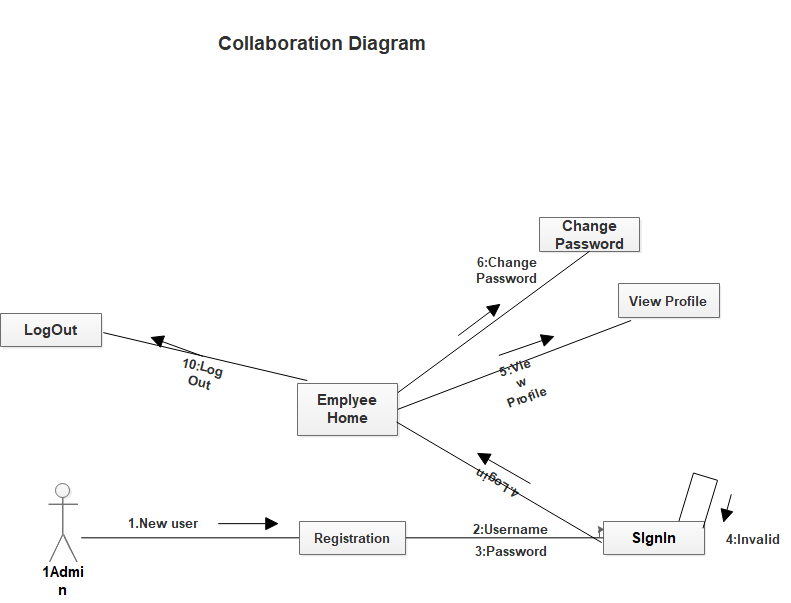 Collaboration Diagram
Change
Password
6:Change
Password
View Profile
LogOut
10:Log
Out
5:Vie
w
Profile
Emplyee
Home
4:Login
1.New user
Registration
2:Username
3:Password
SIgnIn
4:Invalid
1Admi
n